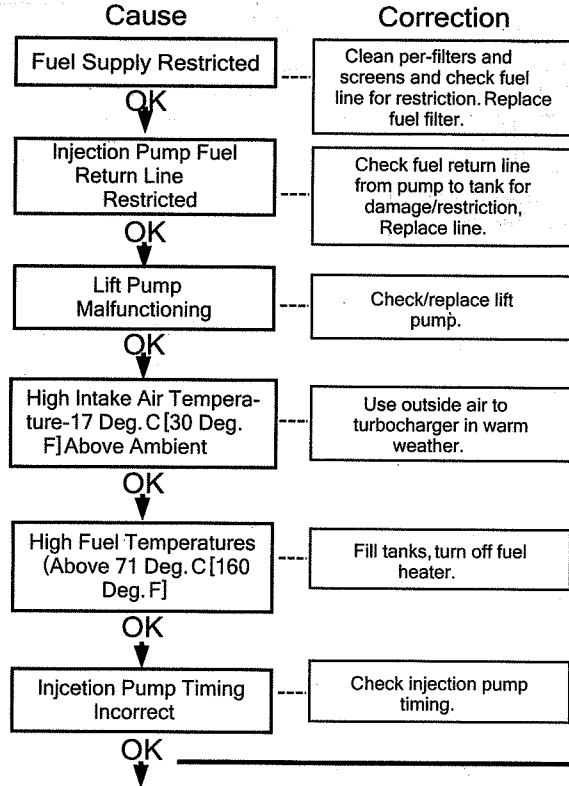 Cause
Correction
Fuel Supply Restricted
Clean per-filters and
screens and check fuel
line for restriction. Replace
fuel filter.
OK
Injection Pump Fuel
Return Line
Restricted
Check fuel return line
from pump to tank for
damage/restriction,
Replace line.
OK
Lift Pump
Malfunctioning
Check/replace lift
pump.
OK
High Intake Air Tempera-
ture-17 Deg. C [30 Deg.
F] Above Ambient
Use outside air to
turbocharger in warm
weather.
OK
High Fuel Temperatures
(Above 71 Deg. C [160
Deg. F]
Fill tanks, turn off fuel
heater.
OK
Injcetion Pump Timing
Incorrect
Check injection pump
timing.
OK